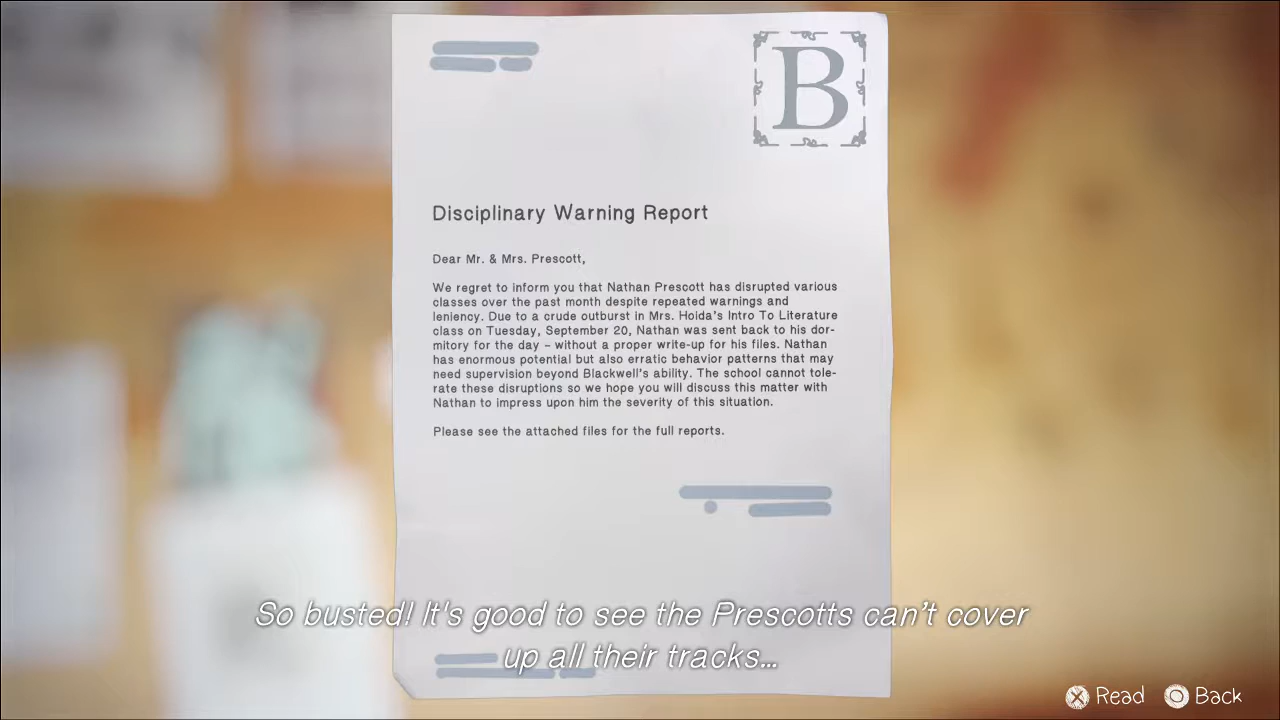 B
Disciplinary Warning Report
Dear Mr. & Mrs. Prescott,
We regret to inform you that Nathan Prescott has disrupted various
classes over the past month despite repeated warnings and
leniency. Due to a crude outburst in Mrs. Hoida's Intro To Literature
class on Tuesday, September 20, Nathan was sent back to his dor-
mitory for the day – without a proper write-up for his files. Nathan
has enormous potential but also erratic behavior patterns that may
need supervision beyond Blackwell's ability. The school cannot tole-
rate these disruptions so we hope you will discuss this matter with
Nathan to impress upon him the severity of this situation.
Please see the attached files for the full reports.
So busted! It's good to see the Prescotts can't cover
up all their tracks...
Read Back